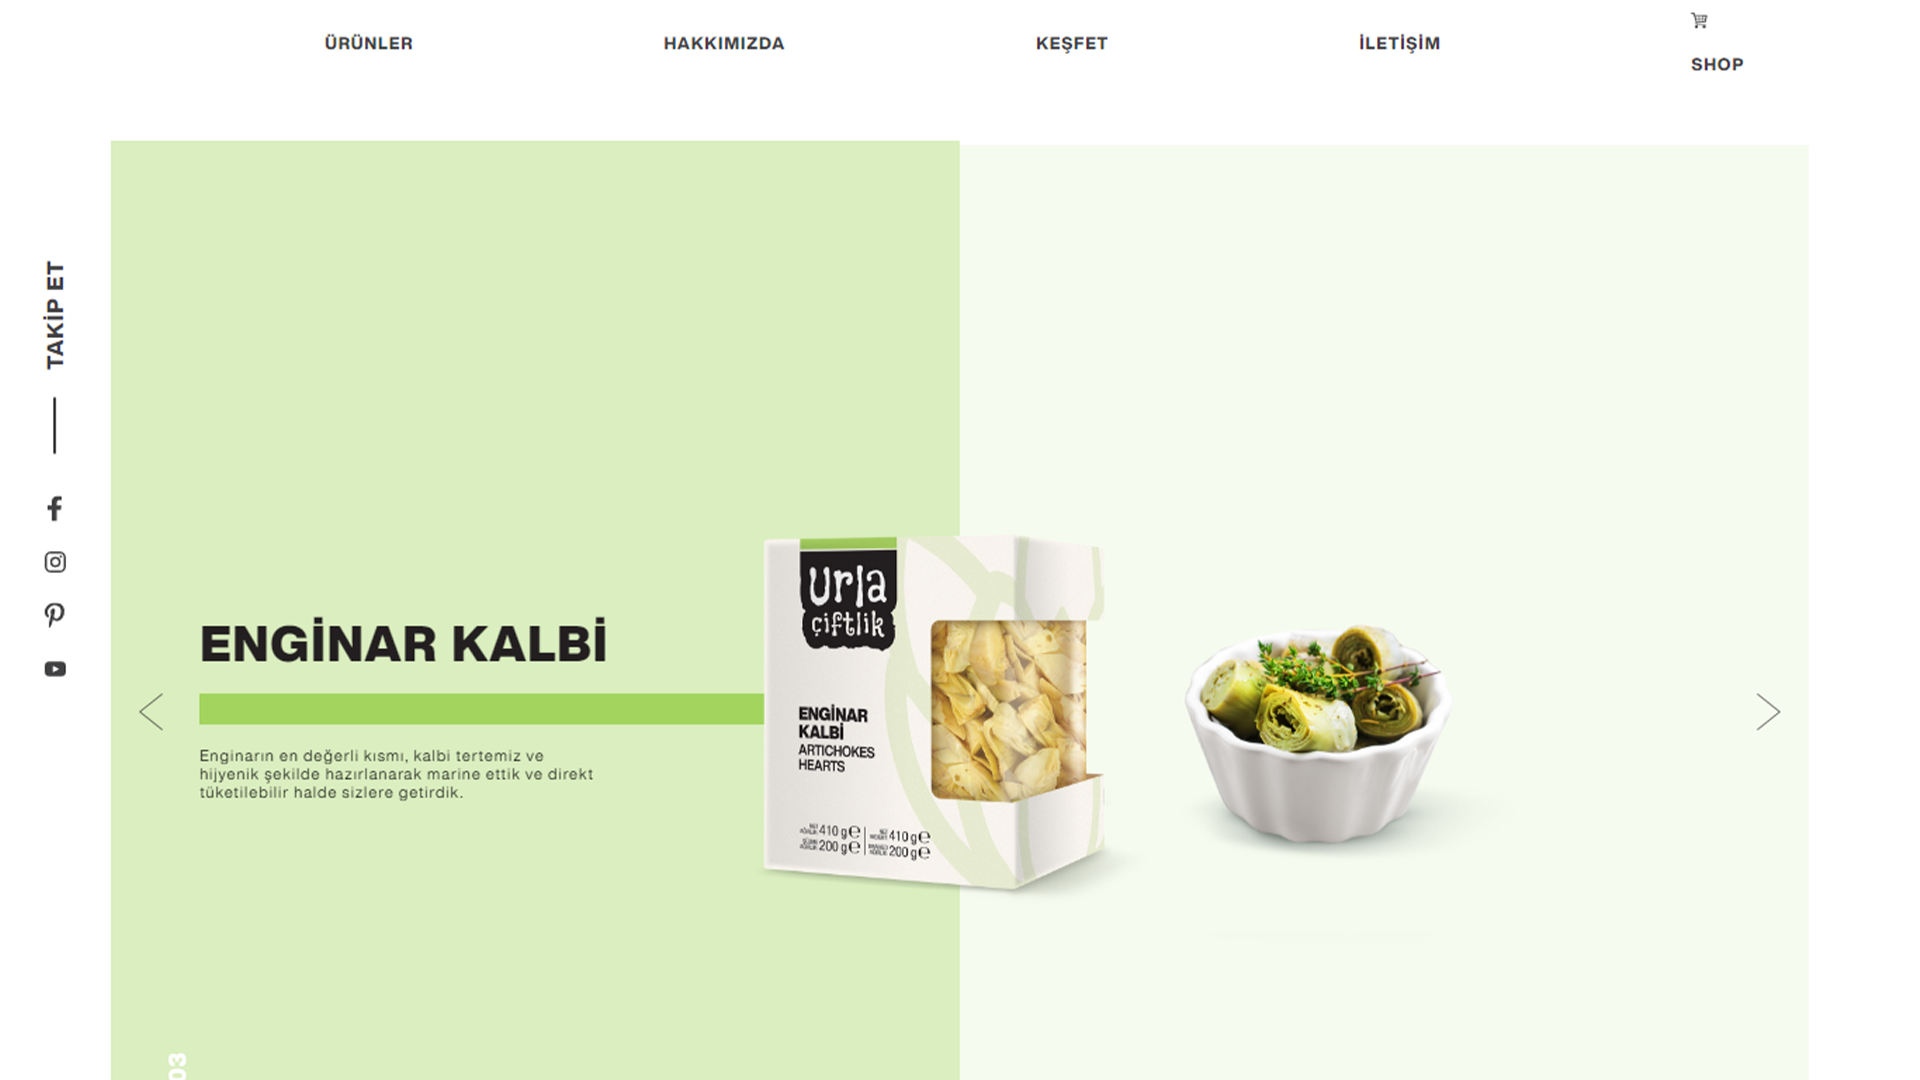 ÜRÜNLER
HAKKIMIZDA
KEŞFET
İLETİŞİM
SHOP
TAKİP ET
ENGİNAR KALBİ
Enginarın en değerli kısmı, kalbi tertemiz ve
hijyenik şekilde hazırlanarak marine ettik ve direkt
tüketilebilir halde sizlere getirdik.
Urla
çiftlik
ENGİNAR
KALBİ
ARTICHOKES
HEARTS
410 g℮ 410 g℮
200 g℮ 200 g℮
03